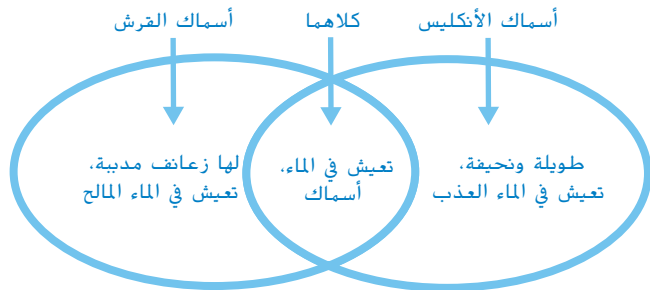 أسماك الأنكليس
كلاهما
أسماك القرش
طويلة ونحيفة،
تعيش في الماء العذب
تعيش في الماء،
أسماك
لها زعانف مدببة،
تعيش في الماء المالح